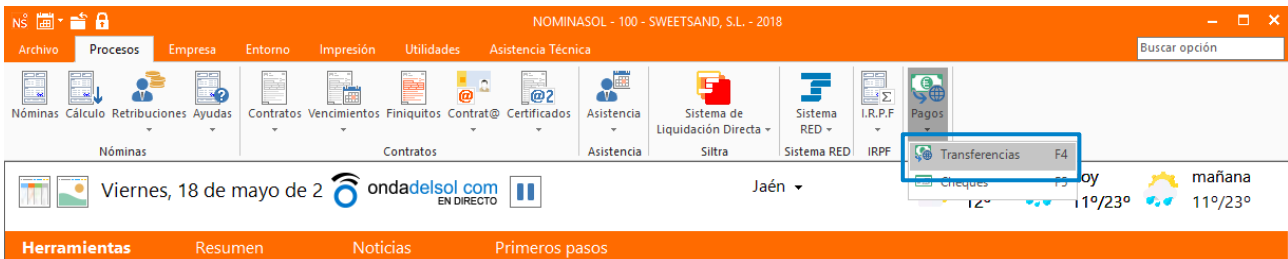 NS NOMINASOL - 100 - SWEETSAND, S.L. - 2018
Archivo Procesos Empresa Entorno Impresión Utilidades Asistencia Técnica Buscar opción
Nóminas Cálculo Retribuciones Ayudas Contratos Vencimientos Finiquitos Contrat@ Certificados Asistencia Sistema de Liquidación Directa Sistema RED I.R.P.F Pagos
Nóminas Contratos Asistencia Siltra Sistema RED IRPF
Transferencias F4
Cheques
Viernes, 18 de mayo de 2 ondadelsol com EN DIRECTO Jaén mañana
11º/23º 11º/23º
Herramientas Resumen Noticias Primeros pasos